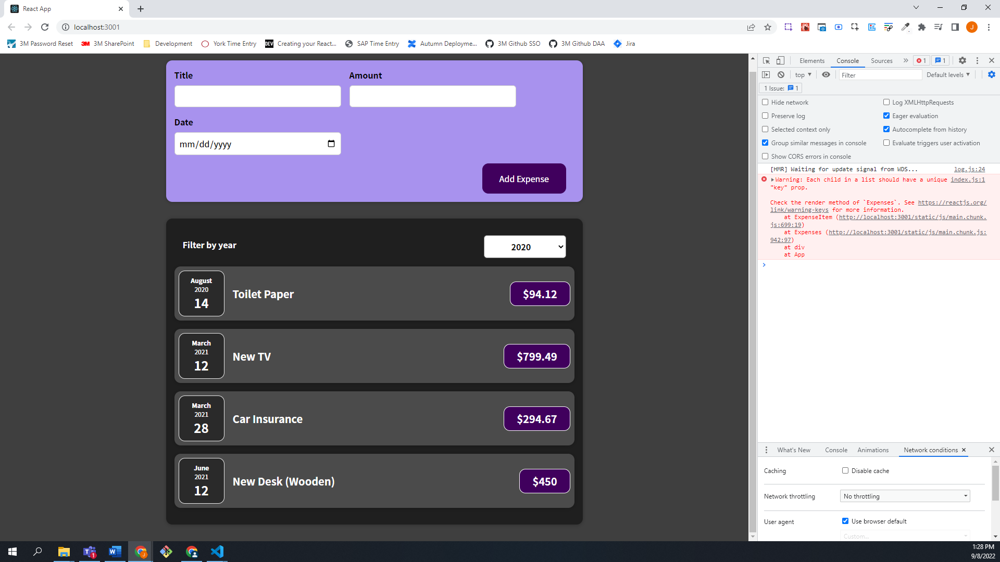 React App
localhost:3001
3M Password Reset
3M 3M SharePoint
Development
York Time Entry
DEV Creating your React...
SAP Time Entry
Autumn Deployme...
3M Github SSO
3M Github DAA
Jira
J
Title
Amount
Date
mm/dd/yyyy
Add Expense
Filter by year
2020
August
2020
14
Toilet Paper
$94.12
March
2021
12
New TV
$799.49
March
2021
28
Car Insurance
$294.67
June
2021
12
New Desk (Wooden)
$450
Elements
Console
Sources
1
1
top
Filter
Default levels
1 Issue: 1
Hide network
Log XMLHttpRequests
Preserve log
Eager evaluation
Selected context only
Autocomplete from history
Group similar messages in console
Evaluate triggers user activation
Show CORS errors in console
[HMR] Waiting for update signal from WDS... log.js:24
Warning: Each child in a list should have a unique index.js:1
"key" prop.
Check the render method of `Expenses`. See https://reactjs.org/
link/warning-keys for more information.
at ExpenseItem (http://localhost:3001/static/js/main.chunk.
js:699:19)
at Expenses (http://localhost:3001/static/js/main.chunk.js:
942:97)
at div
at App
What's New
Console
Animations
Network conditions
Caching
Disable cache
Network throttling
No throttling
User agent
Use browser default
Custom...
1:28 PM
9/8/2022